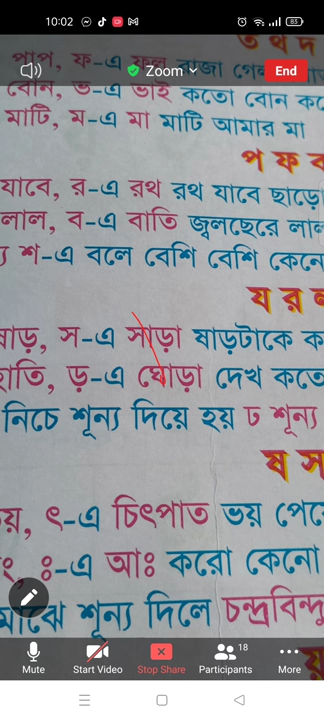 10:02
83
ত থ দ
পাপ, ফ-এ ফুল রাজা
Zoom
End
বোন, ভ-এ ভাই কতো বোন
মাটি, ম-এ মা মাটি আমার মা
প ফ ব
যাবে, র-এ রথ রথ যাবে ছাড়ো
লাল, ব-এ বাতি জ্বলছেরে লাল
শ-এ বলে বেশি বেশি কেনে
য র ল
ষাড়, স-এ সাড়া ষাড়টাকে ক
হাতি, ড়-এ ঘোড়া দেখ কতে
নিচে শূন্য দিয়ে হয় ঢ শূন্য
ষ স
য়, ৎ-এ চিৎপাত ভয় পেয়ে
ঃ-এ আঃ করো কেনো
মাঝে শূন্য দিলে চন্দ্রবিন্দু
18
Mute Start Video Stop Share Participants More